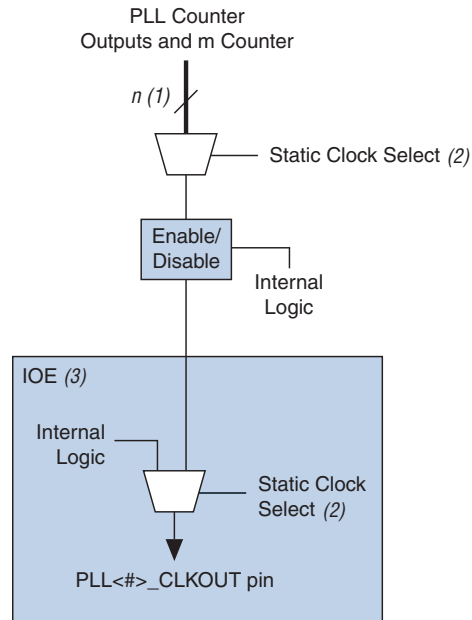 PLL Counter
Outputs and m Counter
n (1)
Static Clock Select (2)
Enable/
Disable
Internal
Logic
IOE (3)
Internal
Logic
Static Clock
Select (2)
PLL<#>_CLKOUT pin